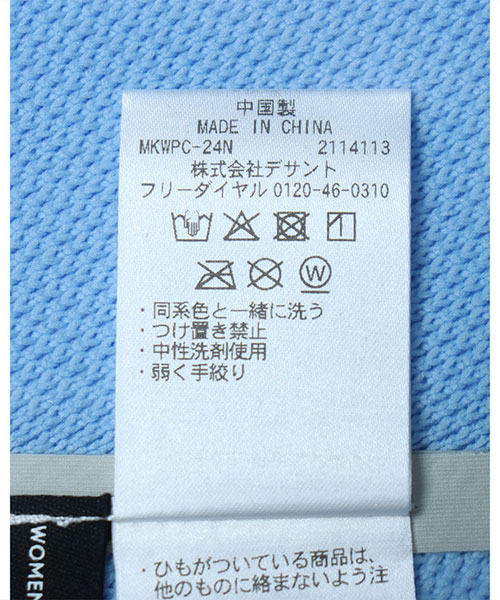 中国製
MADE IN CHINA
MKWPC-24N 2114113
株式会社デサント
フリーダイヤル 0120-46-0310
W
・同系色と一緒に洗う
・つけ置き禁止
・中性洗剤使用
・弱く手絞り
・ひもがついている商品は、
他のものに絡まないよう注
WOMEN